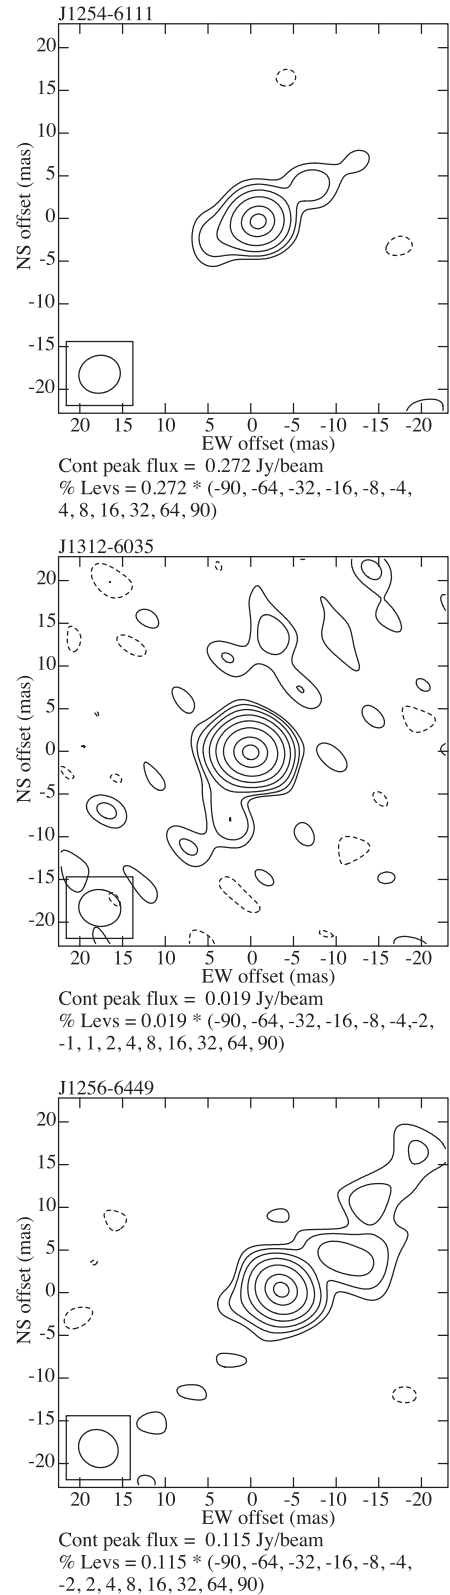 J1254-6111
20
15
10
5
0
-5
-10
-15
-20
NS offset (mas)
20 15 10 5 0 -5 -10 -15 -20
EW offset (mas)
Cont peak flux = 0.272 Jy/beam
% Levs = 0.272 * (-90, -64, -32, -16, -8, -4,
4, 8, 16, 32, 64, 90)
J1312-6035
20
15
10
5
0
-5
-10
-15
-20
NS offset (mas)
20 15 10 5 0 -5 -10 -15 -20
EW offset (mas)
Cont peak flux = 0.019 Jy/beam
% Levs = 0.019 * (-90, -64, -32, -16, -8, -4,-2,
-1, 1, 2, 4, 8, 16, 32, 64, 90)
J1256-6449
20
15
10
5
0
-5
-10
-15
-20
NS offset (mas)
20 15 10 5 0 -5 -10 -15 -20
EW offset (mas)
Cont peak flux = 0.115 Jy/beam
% Levs = 0.115 * (-90, -64, -32, -16, -8, -4,
-2, 2, 4, 8, 16, 32, 64, 90)